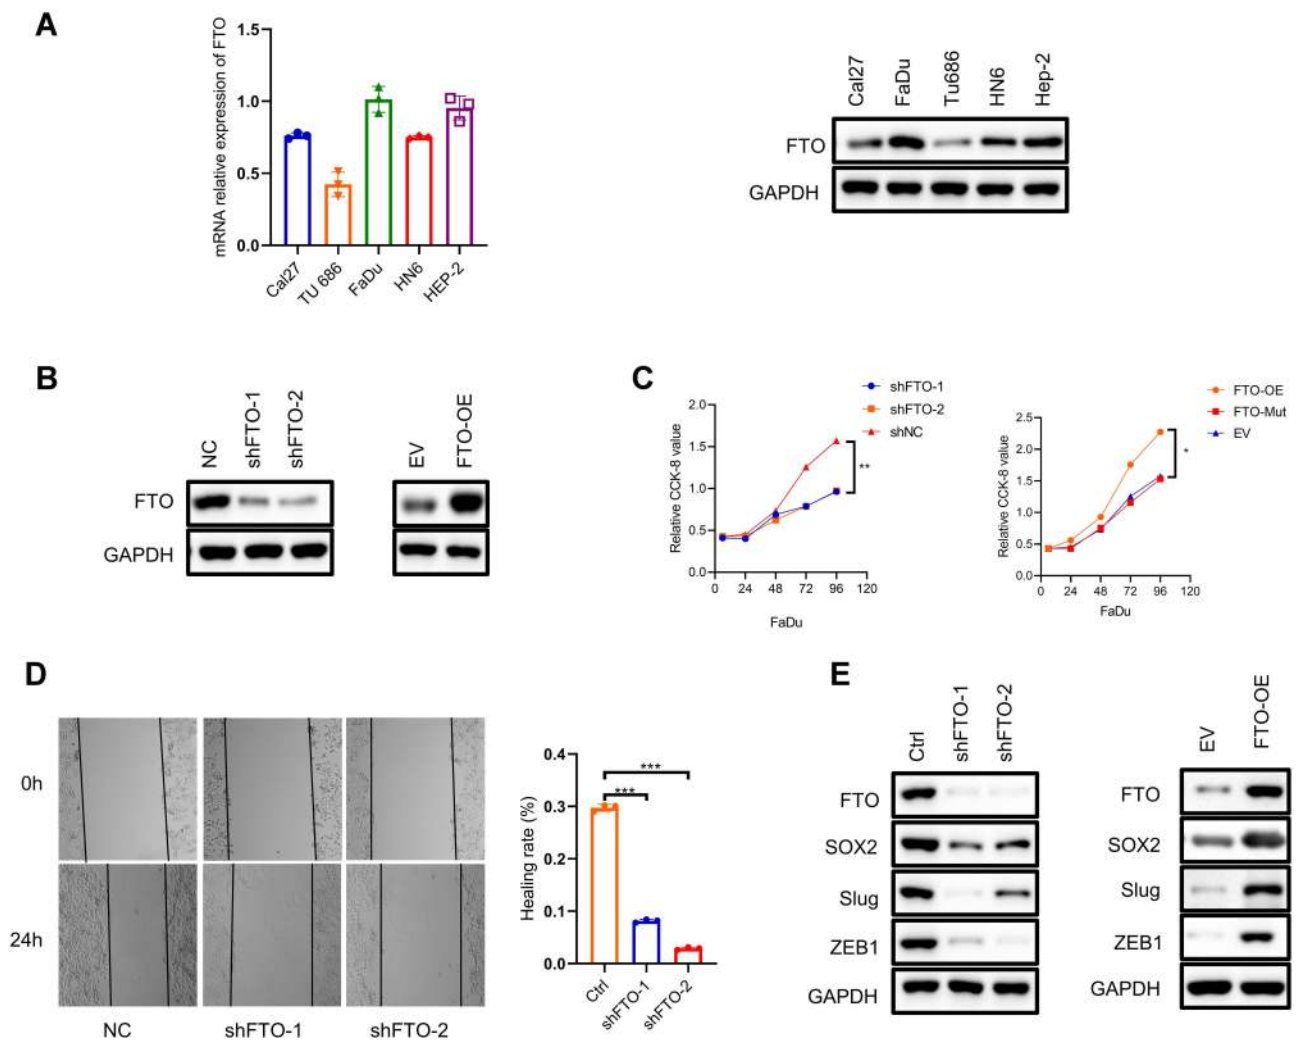 A
mRNA relative expression of FTO
1.5
1.0
0.5
0.0
Cal27
TU 686
FaDu
HN6
HEP-2
Cal27
FaDu
Tu686
HN6
Hep-2
FTO
GAPDH
B
NC
shFTO-1
shFTO-2
EV
FTO-OE
FTO
GAPDH
C
shFTO-1
shFTO-2
shNC
Relative CCK-8 value
2.0
1.5
1.0
0.5
0.0
**
0 24 48 72 96 120
FaDu
FTO-OE
FTO-Mut
EV
Relative CCK-8 value
2.5
2.0
1.5
1.0
0.5
0.0
*
0 24 48 72 96 120
FaDu
D
0h
24h
NC
shFTO-1
shFTO-2
Healing rate (%)
0.4
0.3
0.2
0.1
0.0
***
***
Ctrl
shFTO-1
shFTO-2
E
Ctrl
shFTO-1
shFTO-2
FTO
SOX2
Slug
ZEB1
GAPDH
EV
FTO-OE
FTO
SOX2
Slug
ZEB1
GAPDH